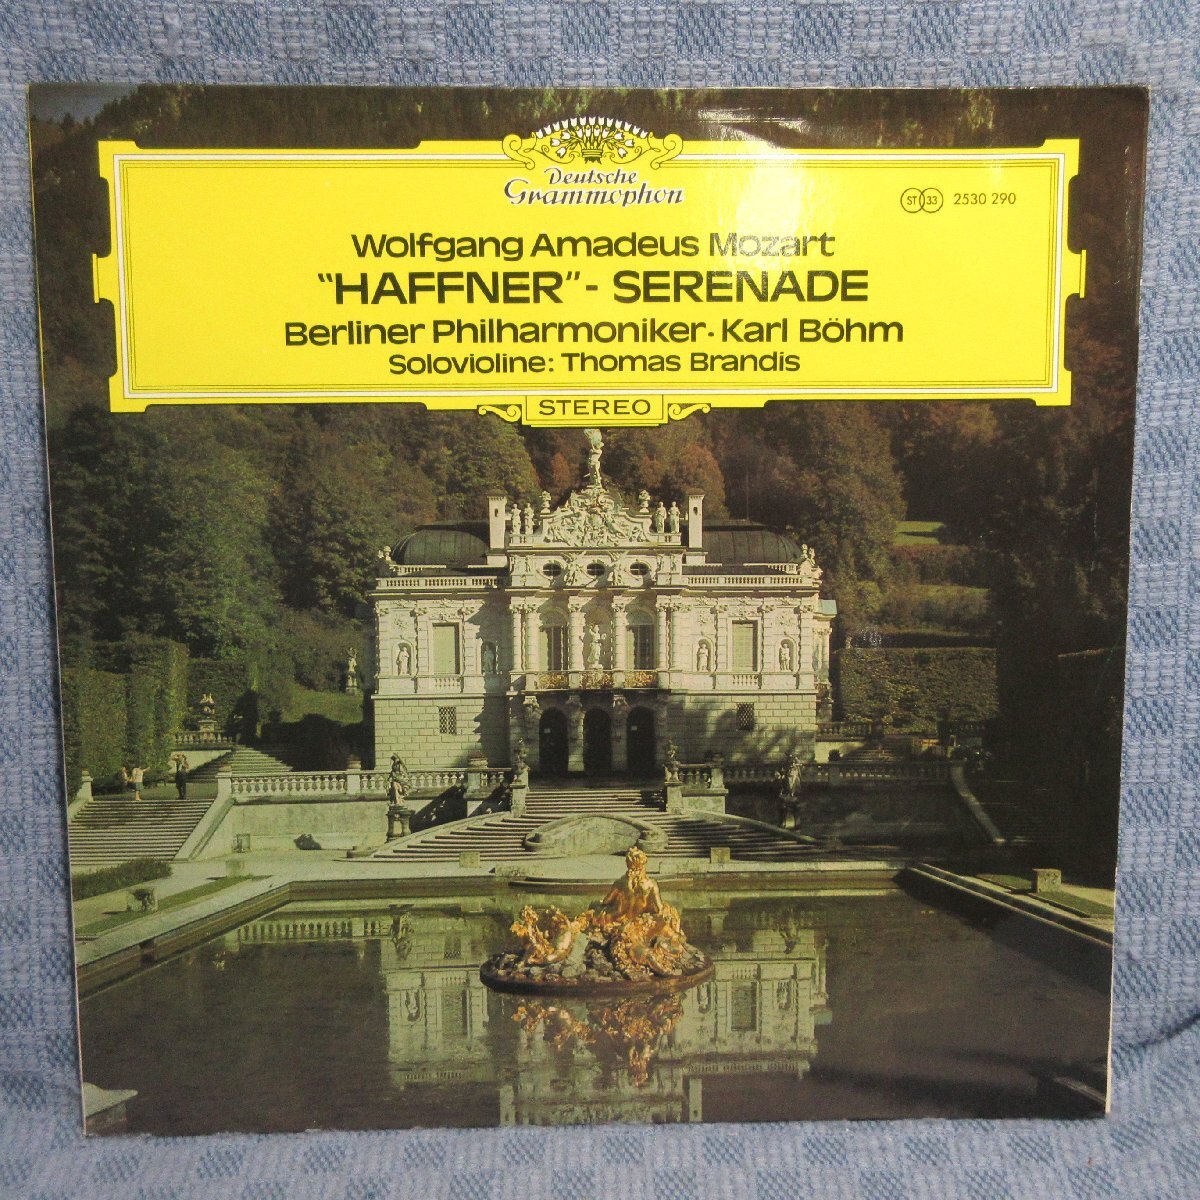 Deutsche
Grammophon
ST 33 2530 290
Wolfgang Amadeus Mozart
"HAFFNER"- SERENADE
Berliner Philharmoniker · Karl Böhm
Solovioline: Thomas Brandis
STEREO